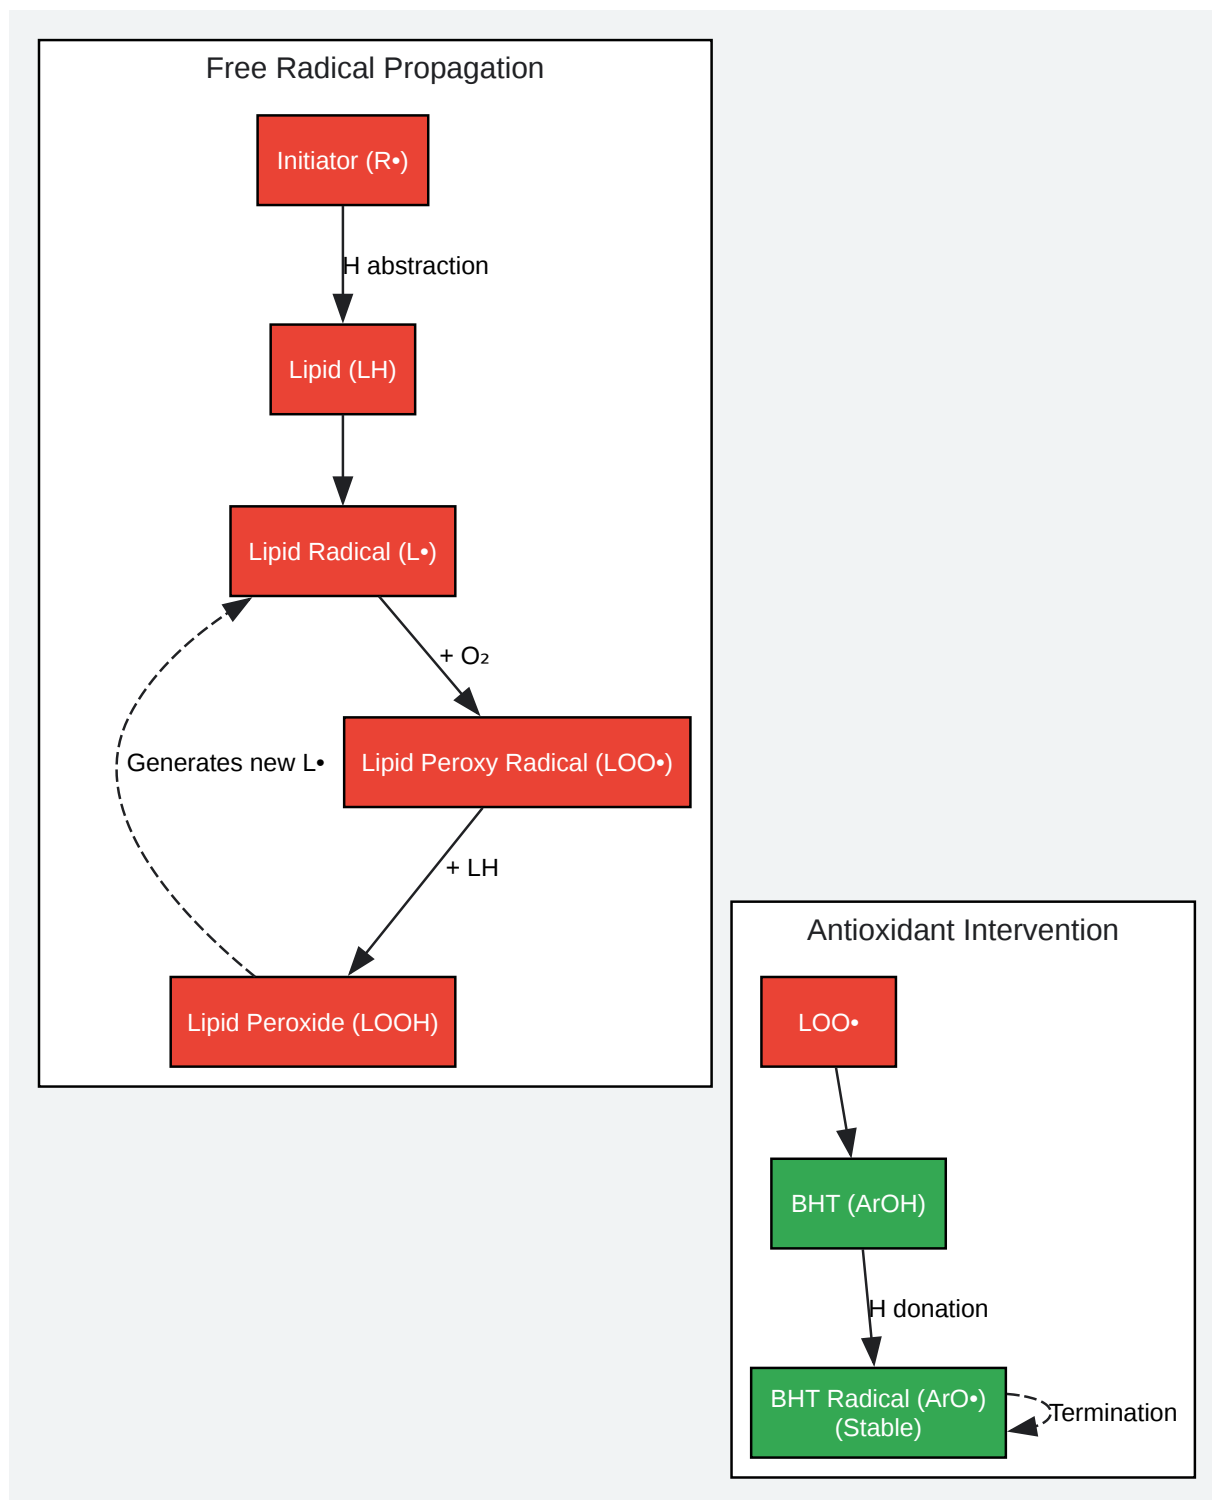 Free Radical Propagation
Initiator (R•)
H abstraction
Lipid (LH)
Lipid Radical (L•)
+ O₂
Generates new L•
Lipid Peroxy Radical (LOO•)
+ LH
Lipid Peroxide (LOOH)
Antioxidant Intervention
LOO•
BHT (ArOH)
H donation
BHT Radical (ArO•)
(Stable)
Termination